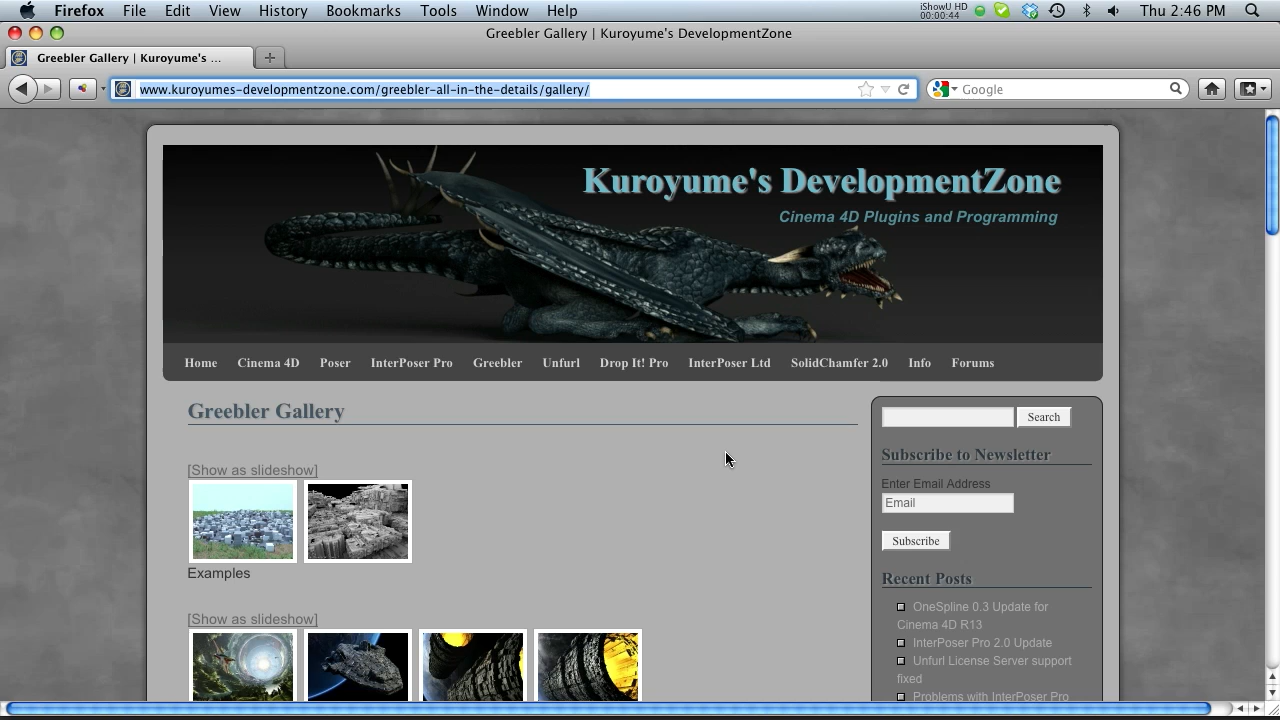 Firefox File Edit View History Bookmarks Tools Window Help
iShowU HD
00:00:44
Thu 2:46 PM
Greebler Gallery | Kuroyume's DevelopmentZone
Greebler Gallery | Kuroyume's ...
www.kuroyumes-developmentzone.com/greebler-all-in-the-details/gallery/
Google
Kuroyume's DevelopmentZone
Cinema 4D Plugins and Programming
Home Cinema 4D Poser InterPoser Pro Greebler Unfurl Drop It! Pro InterPoser Ltd SolidChamfer 2.0 Info Forums
Greebler Gallery
[Show as slideshow]
Examples
[Show as slideshow]
Search
Subscribe to Newsletter
Enter Email Address
Email
Subscribe
Recent Posts
OneSpline 0.3 Update for
Cinema 4D R13
InterPoser Pro 2.0 Update
Unfurl License Server support
fixed
Problems with InterPoser Pro